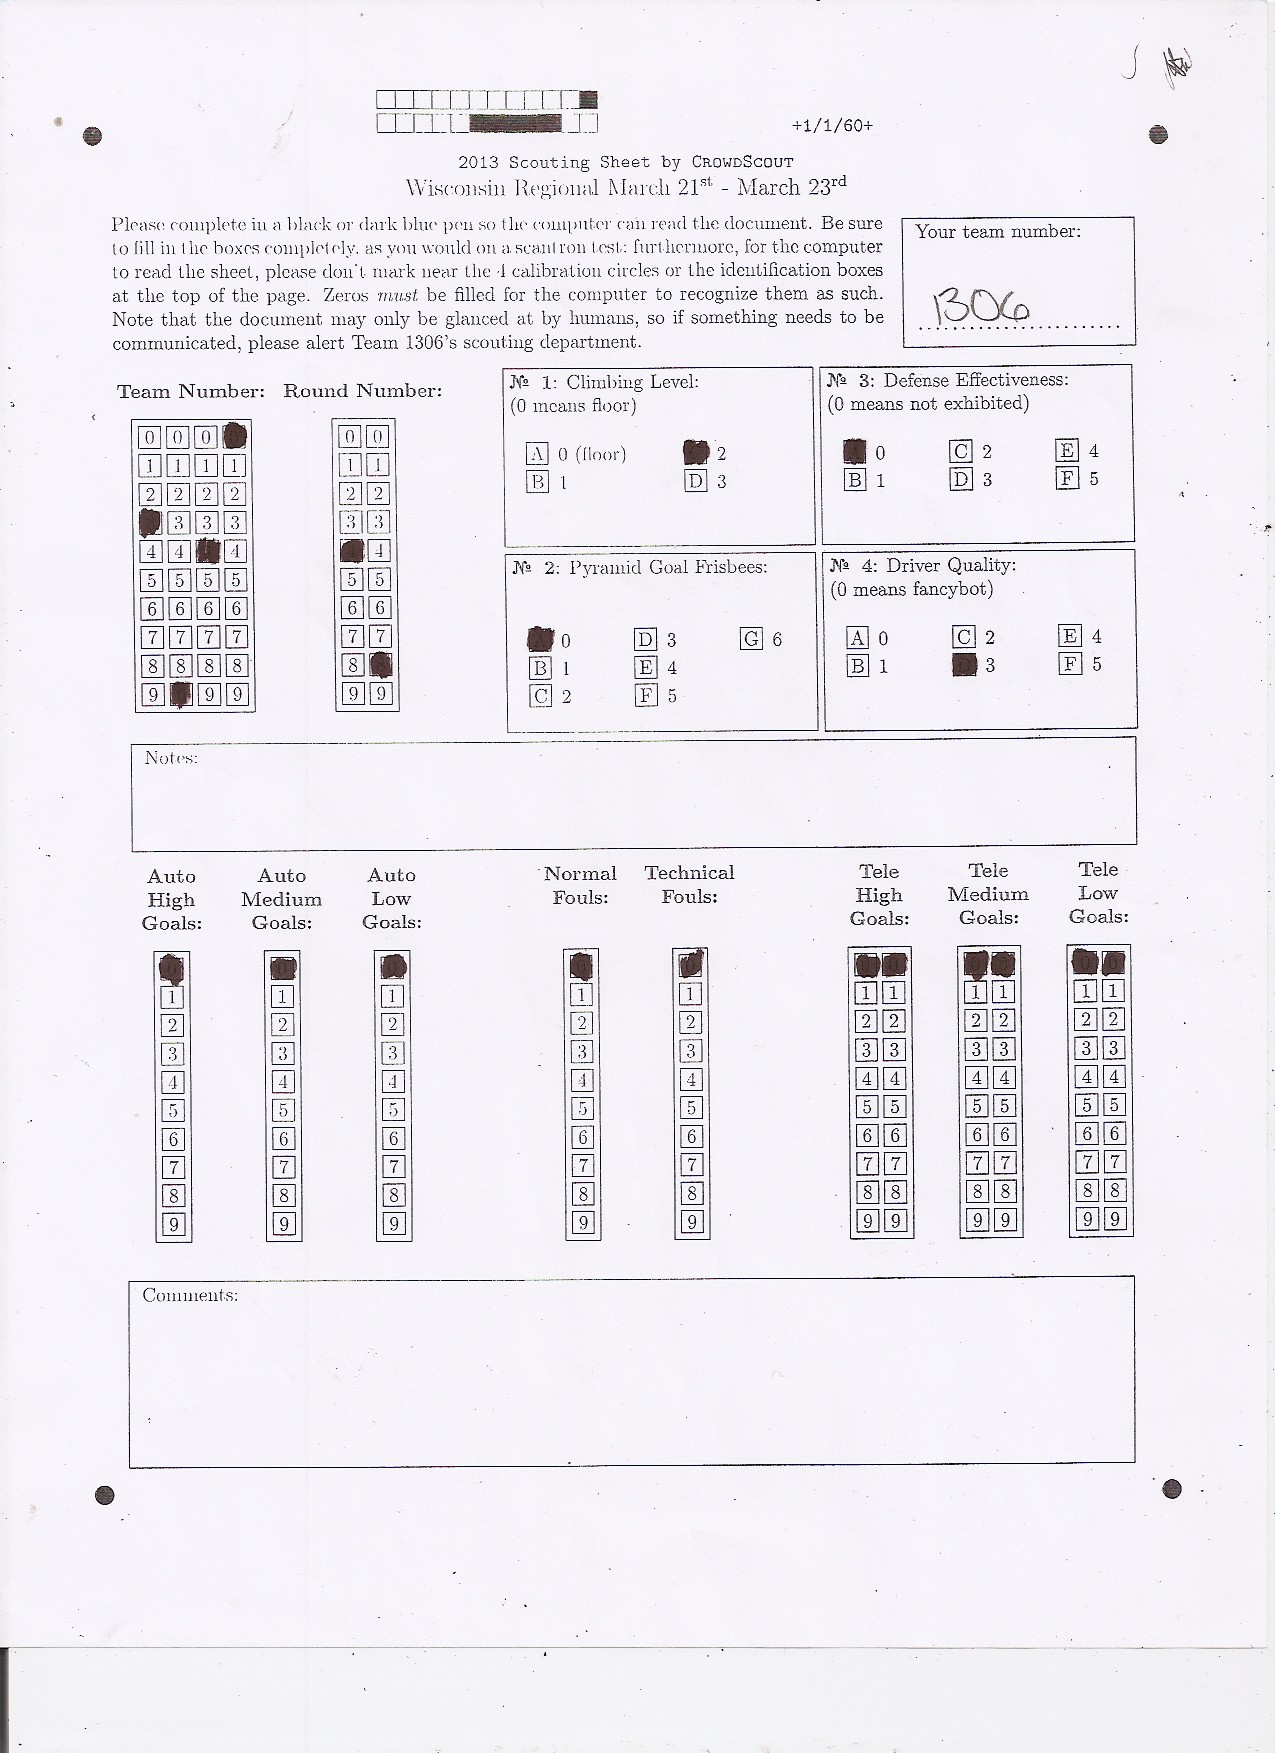 +1/1/60+
2013 Scouting Sheet by CrowdScout
Wisconsin Regional March 21st - March 23rd
Please complete in a black or dark blue pen so the computer can read the document. Be sure
to fill in the boxes completely, as you would on a scantron test; furthermore, for the computer
to read the sheet, please don't mark near the 4 calibration circles or the identification boxes
at the top of the page. Zeros must be filled for the computer to recognize them as such.
Note that the document may only be glanced at by humans, so if something needs to be
communicated, please alert Team 1306's scouting department.
Your team number:
1306
Team Number: Round Number:
0 0 0 0 0
1 1 1 1 1 1
2 2 2 2 2 2
3 3 3 3 3
4 4 4 4
5 5 5 5 5 5
6 6 6 6 6 6
7 7 7 7 7 7
8 8 8 8 8
9 9 9 9 9
№ 1: Climbing Level:
(0 means floor)
A 0 (floor) 2
B 1 D 3
№ 3: Defense Effectiveness:
(0 means not exhibited)
0 C 2 E 4
B 1 D 3 F 5
№ 2: Pyramid Goal Frisbees:
0 D 3 G 6
B 1 E 4
C 2 F 5
№ 4: Driver Quality:
(0 means fancybot)
A 0 C 2 E 4
B 1 3 F 5
Notes:
Auto High Goals: Auto Medium Goals: Auto Low Goals: Normal Fouls: Technical Fouls: Tele High Goals: Tele Medium Goals: Tele Low Goals:
1 1 1 1 1 1 1 1 1 1 1
2 2 2 2 2 2 2 2 2 2 2
3 3 3 3 3 3 3 3 3 3 3
4 4 4 4 4 4 4 4 4 4 4
5 5 5 5 5 5 5 5 5 5 5
6 6 6 6 6 6 6 6 6 6 6
7 7 7 7 7 7 7 7 7 7 7
8 8 8 8 8 8 8 8 8 8 8
9 9 9 9 9 9 9 9 9 9 9
Comments: